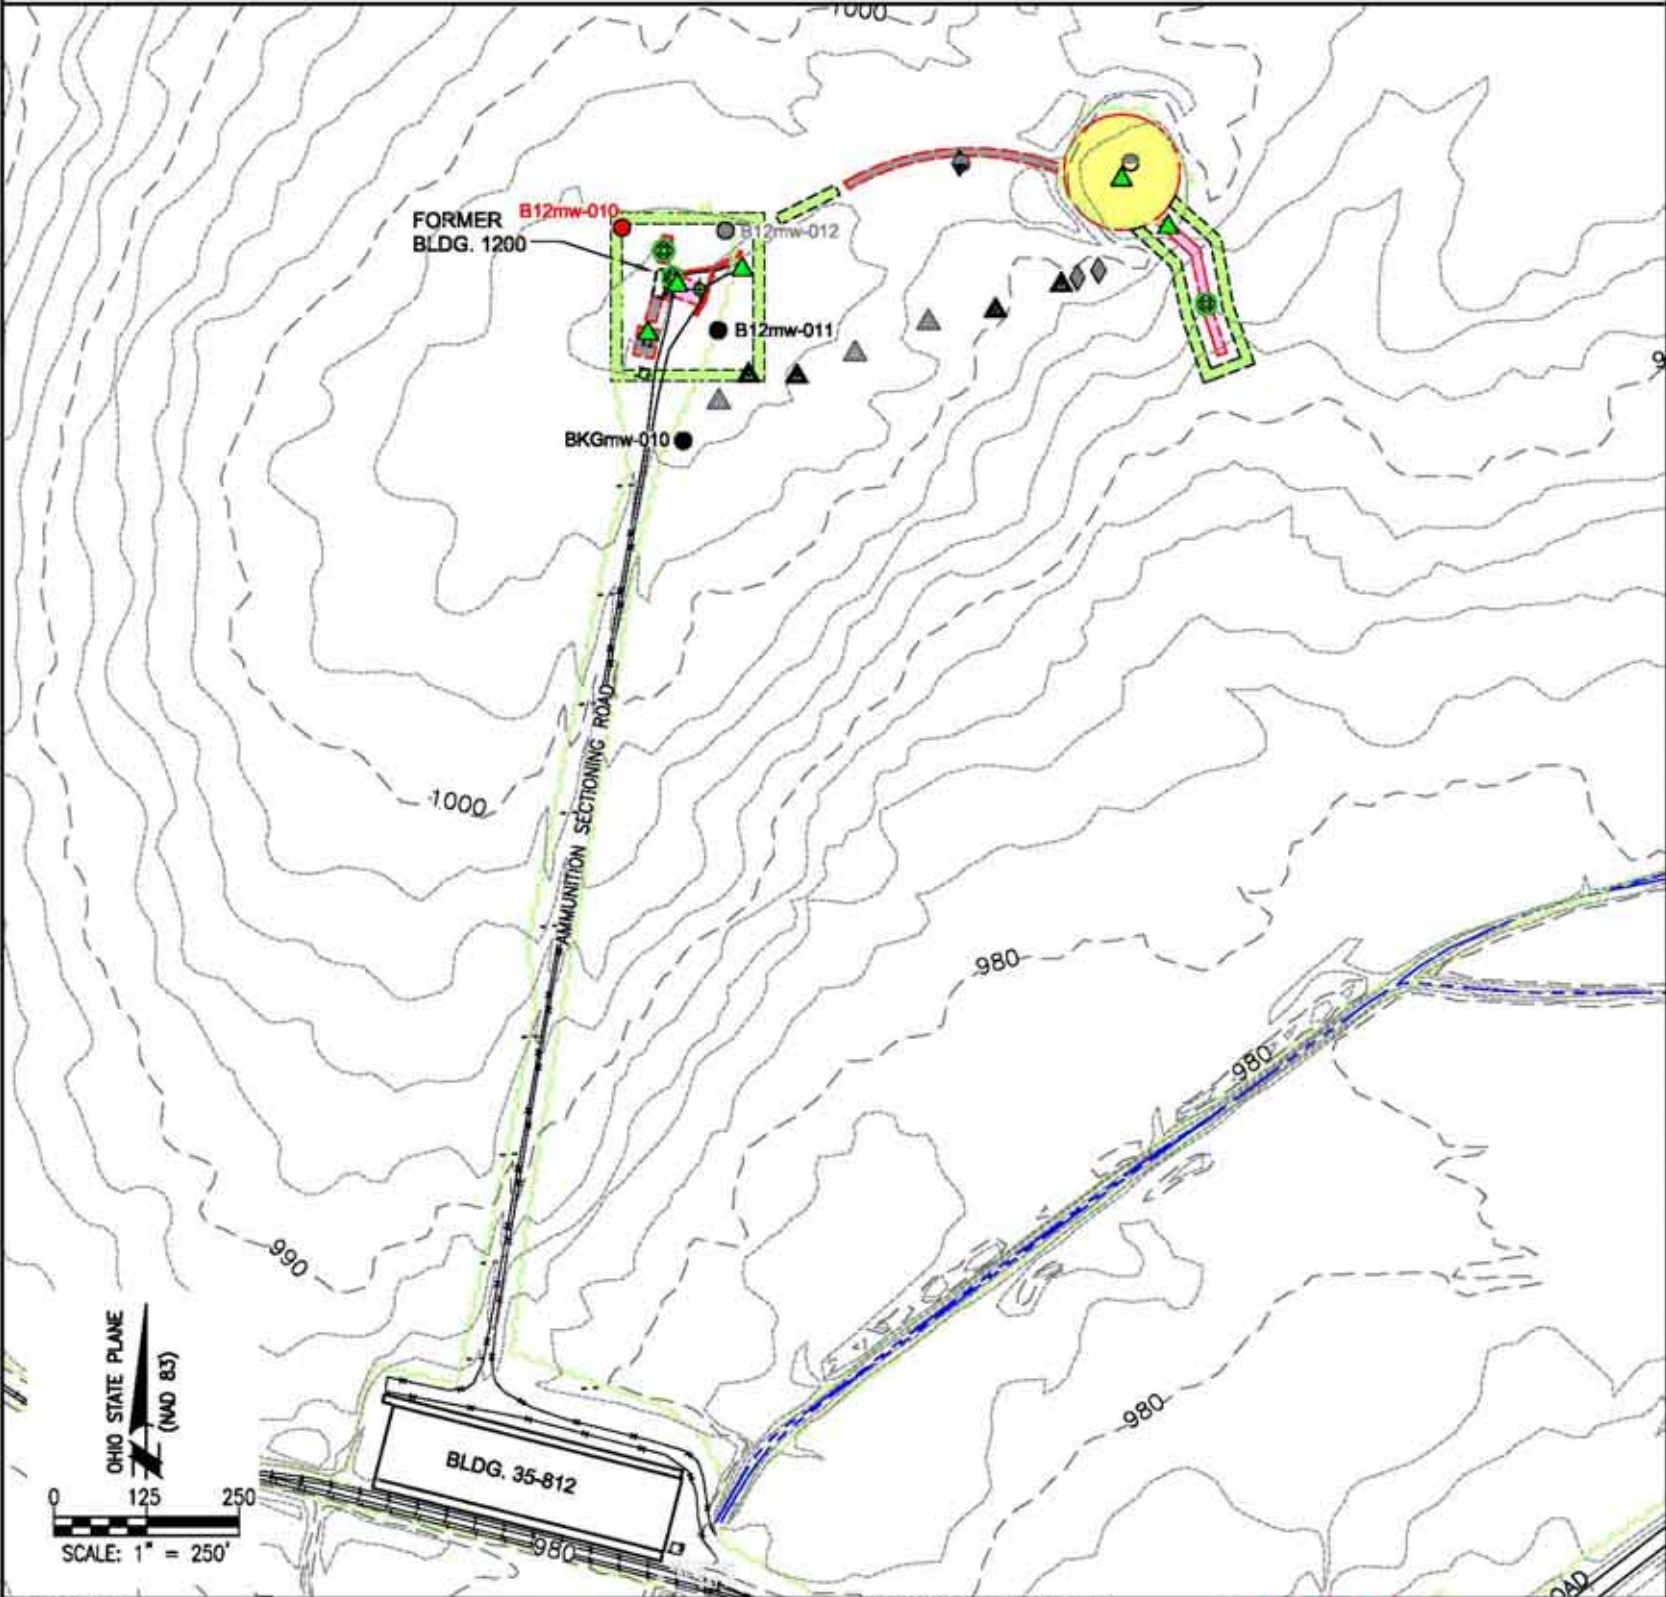 1000
FORMER
BLDG. 1200
B12mw-010
B12mw-012
B12mw-011
BKGmw-010
AMMUNITION SECTIONING ROAD
1000
980
980
990
980
OHIO STATE PLANE
(NAD 83)
BLDG. 35-812
0 125 250
SCALE: 1" = 250'
980